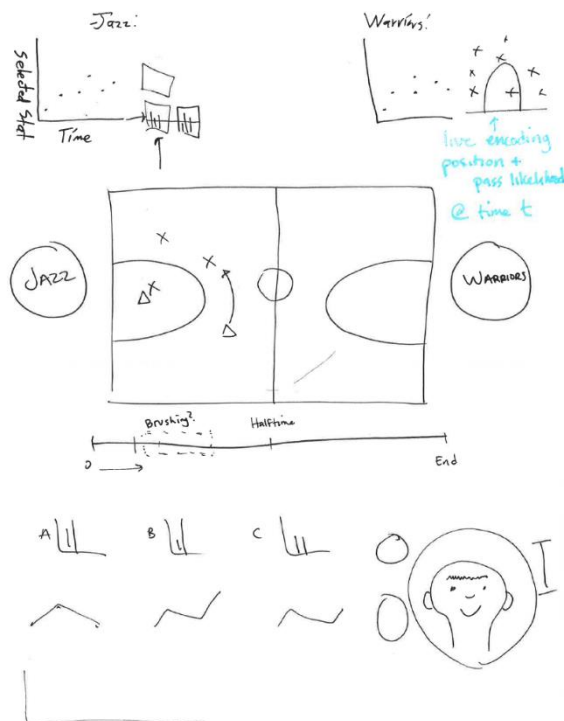 Jazz:
Warriors:
Selected Stat
Time
live encoding
position +
pass likelihood
@ time t
JAZZ
WARRIORS
Brushing?
Halftime
0
End
A
B
C